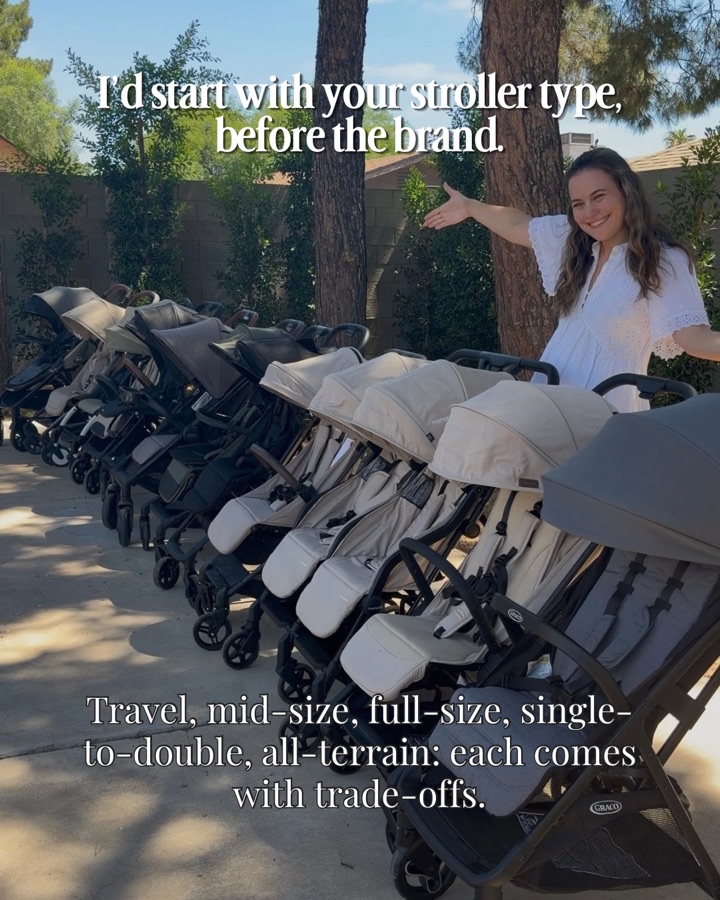 I'd start with your stroller type,
before the brand.
Travel, mid-size, full-size, single-
to-double, all-terrain: each comes
with trade-offs.
GRACO
GRACO